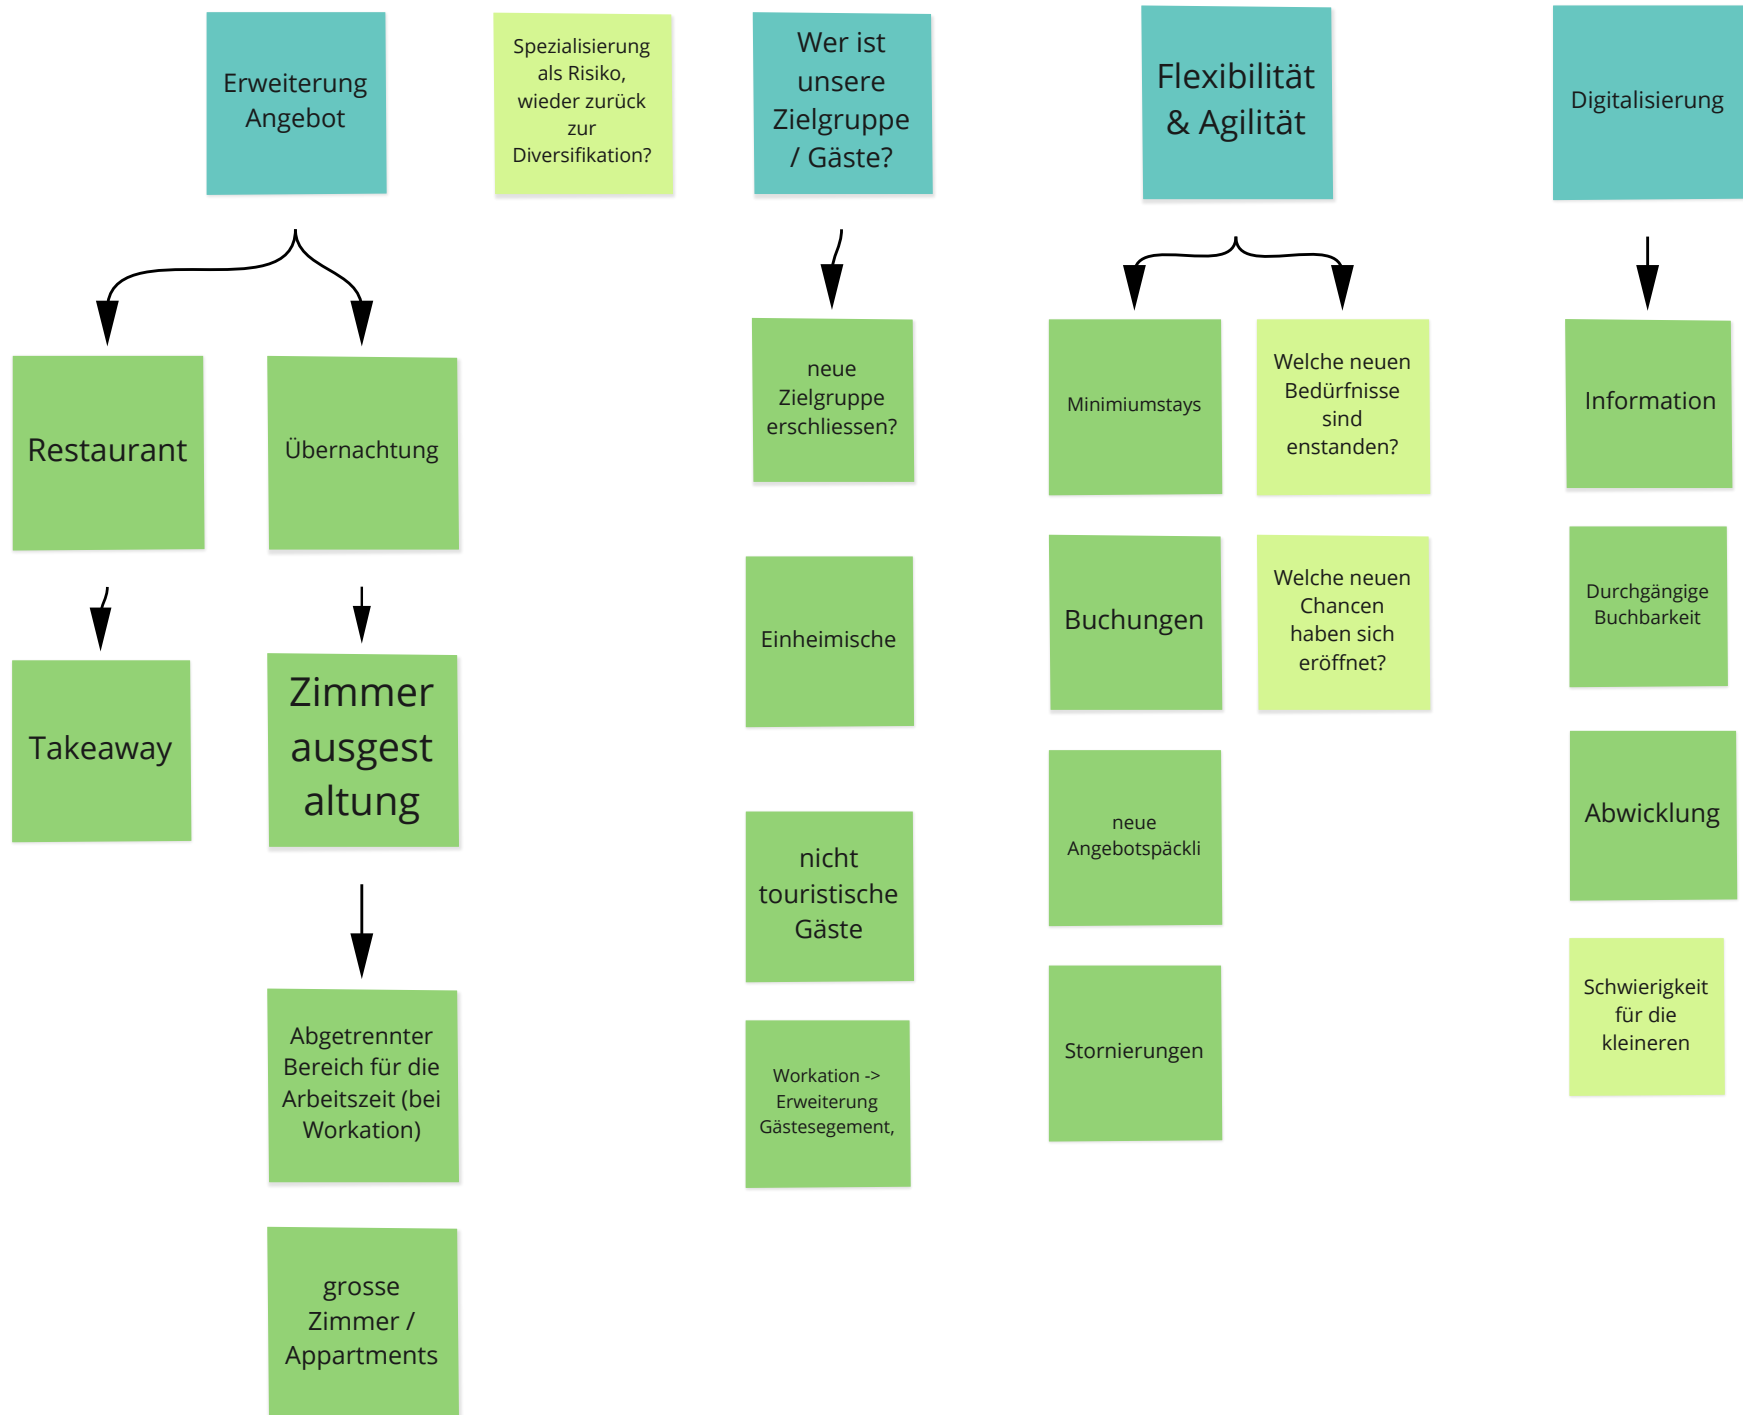 Erweiterung
Angebot
Spezialisierung
als Risiko,
wieder zurück
zur
Diversifikation?
Wer ist
unsere
Zielgruppe
/ Gäste?
Flexibilität
& Agilität
Digitalisierung
Restaurant
Übernachtung
neue
Zielgruppe
erschliessen?
Minimiumstays
Welche neuen
Bedürfnisse
sind
enstanden?
Information
Einheimische
Buchungen
Welche neuen
Chancen
haben sich
eröffnet?
Durchgängige
Buchbarkeit
Takeaway
Zimmer
ausgest
altung
nicht
touristische
Gäste
neue
Angebotspäckli
Abwicklung
Abgetrennter
Bereich für die
Arbeitszeit (bei
Workation)
Workation ->
Erweiterung
Gästesegement,
Stornierungen
Schwierigkeit
für die
kleineren
grosse
Zimmer /
Appartments